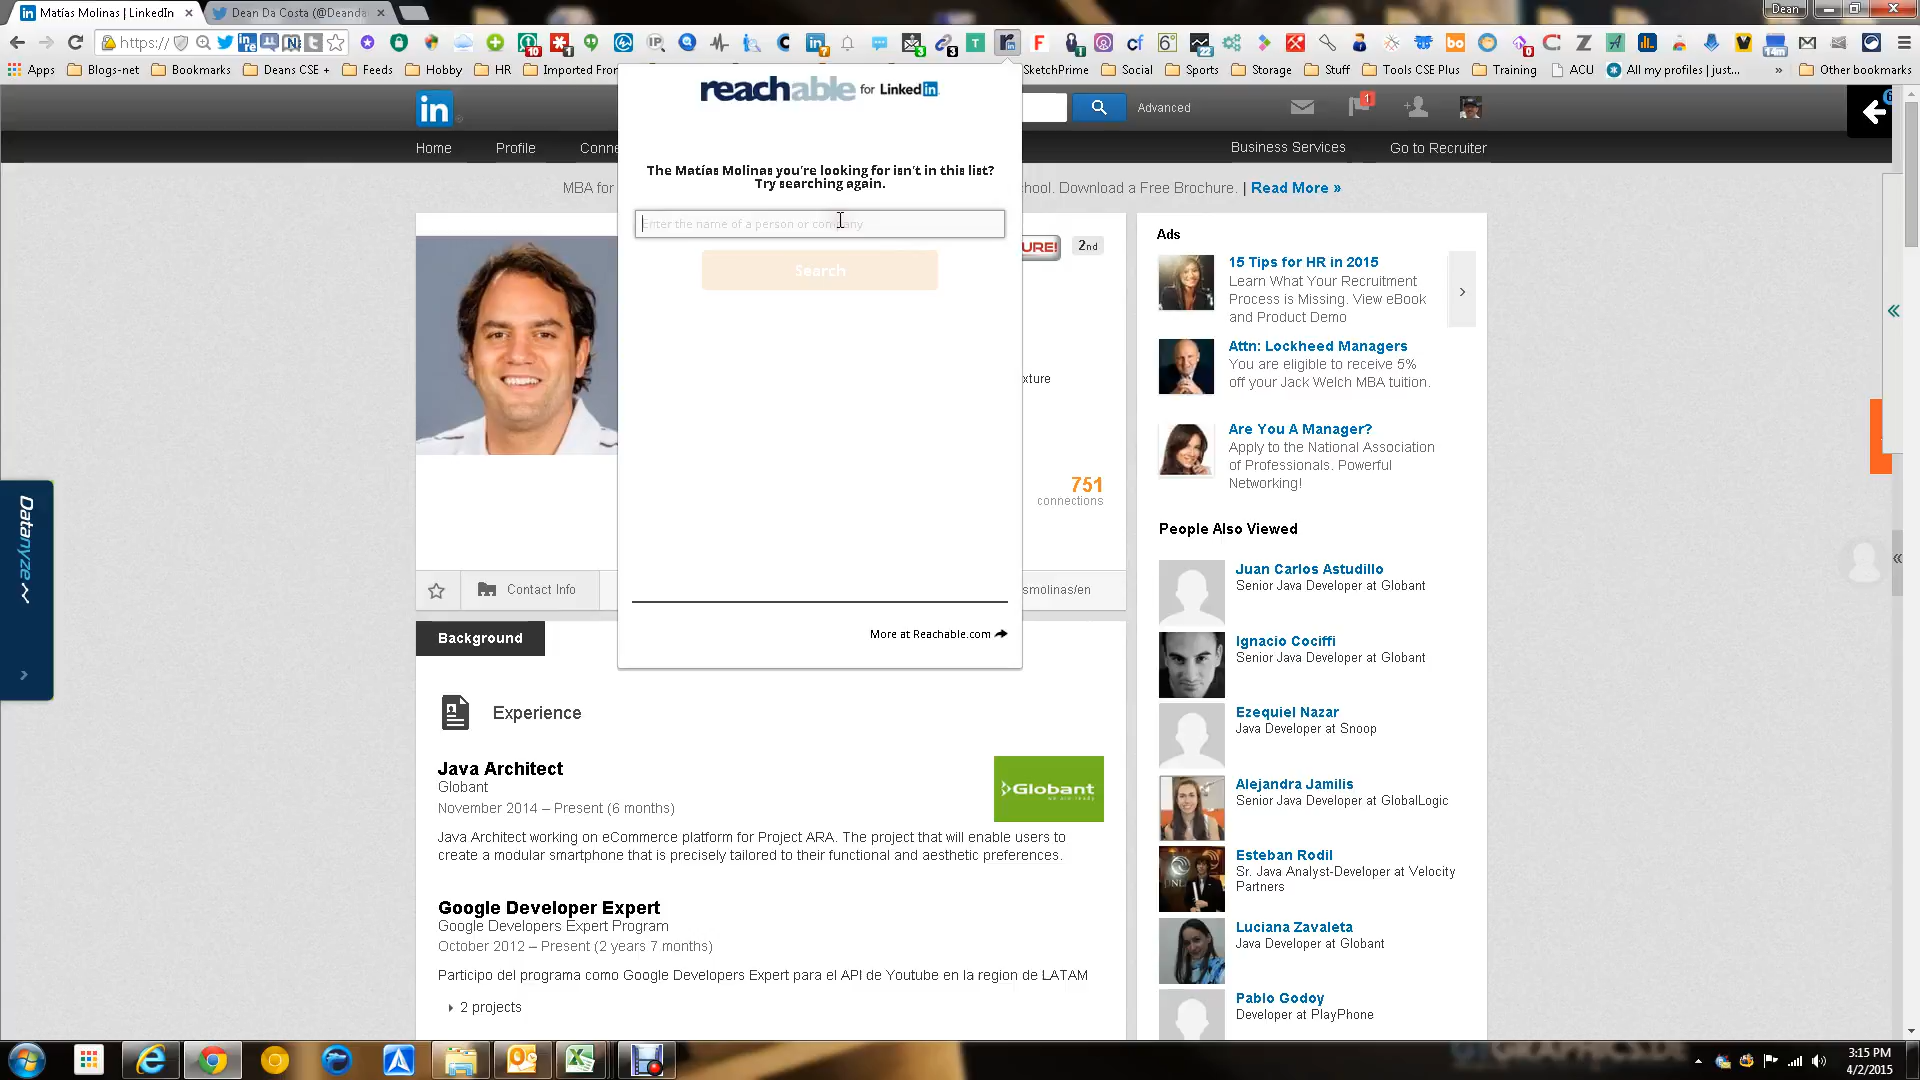 Matías Molinas | LinkedIn
Dean Da Costa (@Deanda
Dean
https://
Apps
Blogs-net
Bookmarks
Deans CSE +
Feeds
Hobby
HR
Imported Fron
SketchPrime
Social
Sports
Storage
Stuff
Tools CSE Plus
Training
ACU
All my profiles | just...
»
Other bookmarks
reachable for LinkedIn
in
Advanced
1
Home
Profile
Conne
Business Services
Go to Recruiter
The Matías Molinas you're looking for isn't in this list?
Try searching again.
MBA for
hool. Download a Free Brochure. | Read More »
Enter the name of a person or company
Search
URE!
2nd
xture
751
connections
Contact Info
smolinas/en
More at Reachable.com
Background
Experience
Java Architect
Globant
November 2014 – Present (6 months)
Globant
Java Architect working on eCommerce platform for Project ARA. The project that will enable users to
create a modular smartphone that is precisely tailored to their functional and aesthetic preferences.
Google Developer Expert
Google Developers Expert Program
October 2012 – Present (2 years 7 months)
Participo del programa como Google Developers Expert para el API de Youtube en la region de LATAM
2 projects
Ads
15 Tips for HR in 2015
Learn What Your Recruitment
Process is Missing. View eBook
and Product Demo
Attn: Lockheed Managers
You are eligible to receive 5%
off your Jack Welch MBA tuition.
Are You A Manager?
Apply to the National Association
of Professionals. Powerful
Networking!
People Also Viewed
Juan Carlos Astudillo
Senior Java Developer at Globant
Ignacio Cociffi
Senior Java Developer at Globant
Ezequiel Nazar
Java Developer at Snoop
Alejandra Jamilis
Senior Java Developer at GlobalLogic
Esteban Rodil
Sr. Java Analyst-Developer at Velocity
Partners
Luciana Zavaleta
Java Developer at Globant
Pablo Godoy
Developer at PlayPhone
Datanyze
3:15 PM
4/2/2015